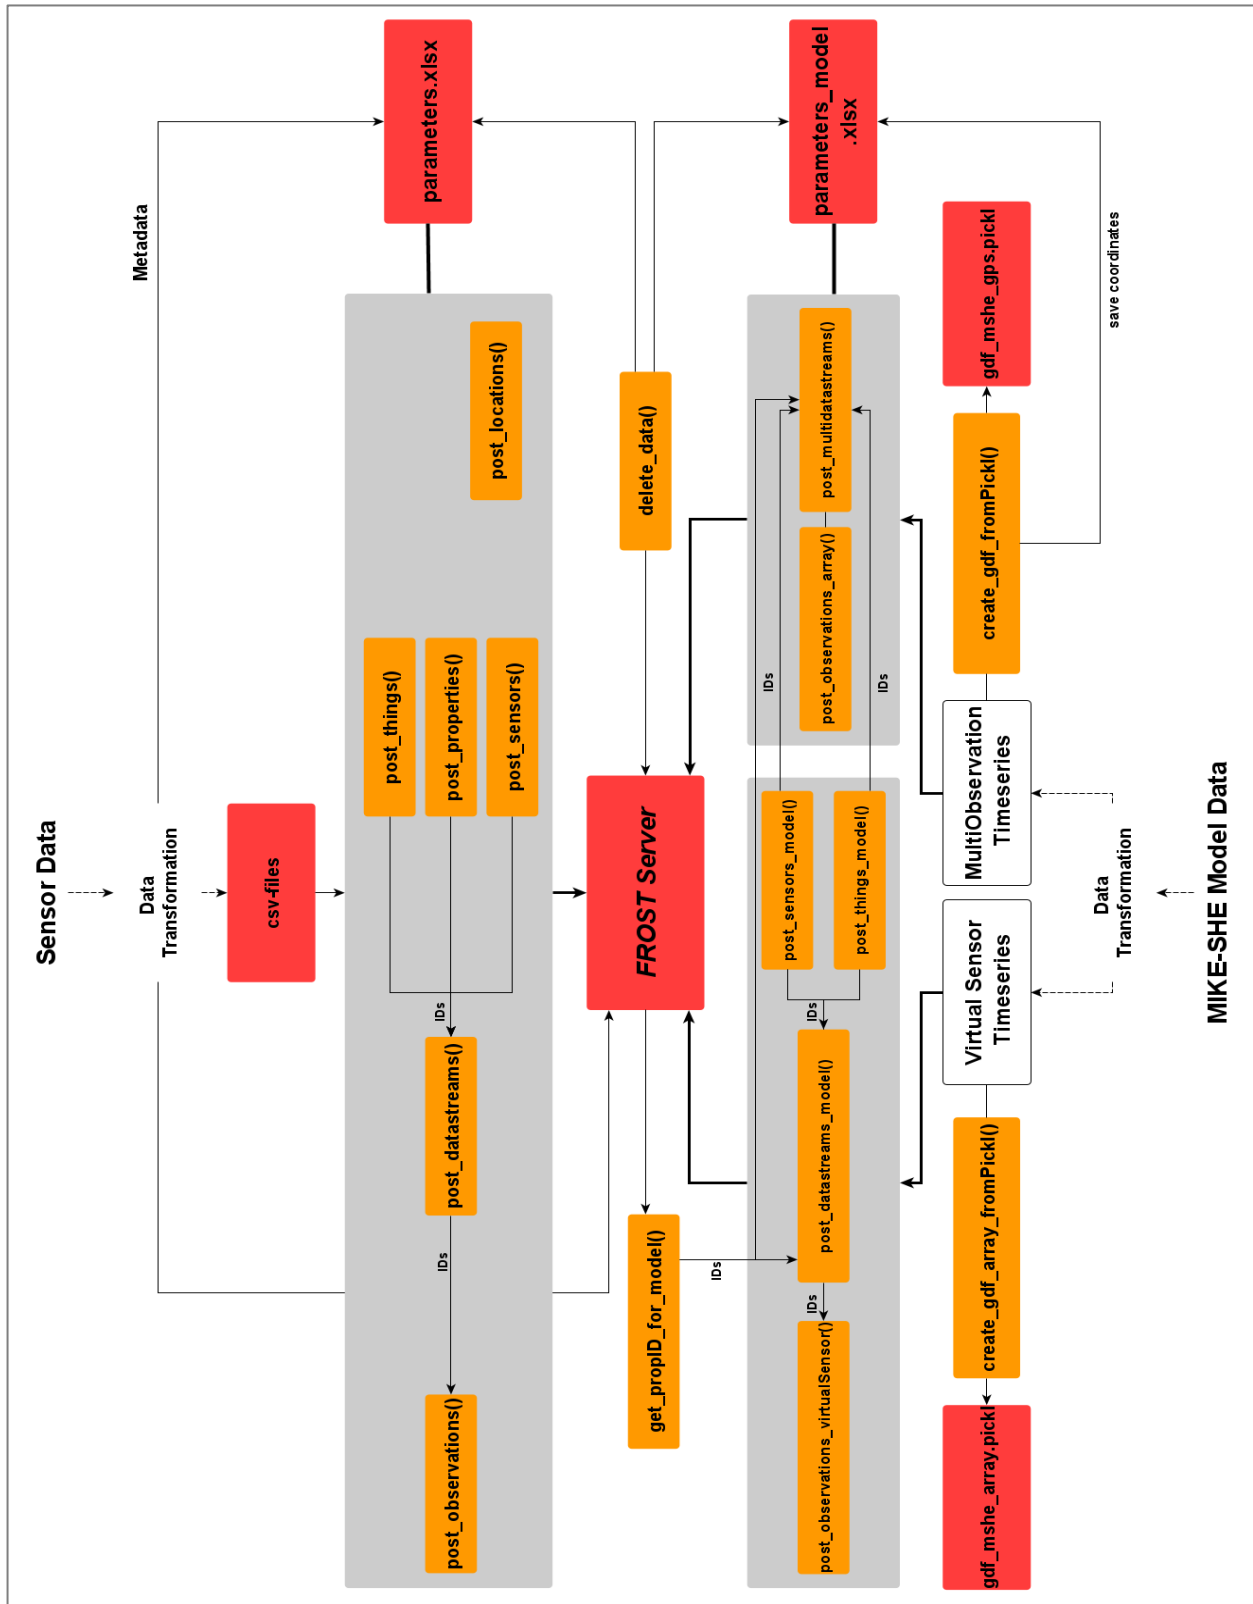 Sensor Data
Data
Transformation
Metadata
csv-files
parameters.xlsx
post_observations()
IDs
post_datastreams()
IDs
post_things()
post_properties()
post_sensors()
post_locations()
get_propID_for_model()
IDs
FROST Server
delete_data()
parameters_model
.xlsx
post_observations_virtualSensor()
IDs
post_datastreams_model()
IDs
post_sensors_model()
post_things_model()
IDs
IDs
post_observations_array()
post_multidatastreams()
gdf_mshe_array.pickl
create_gdf_array_fromPickl()
Virtual Sensor
Timeseries
MultiObservation
Timeseries
create_gdf_fromPickl()
gdf_mshe_gps.pickl
save coordinates
Data
Transformation
MIKE-SHE Model Data